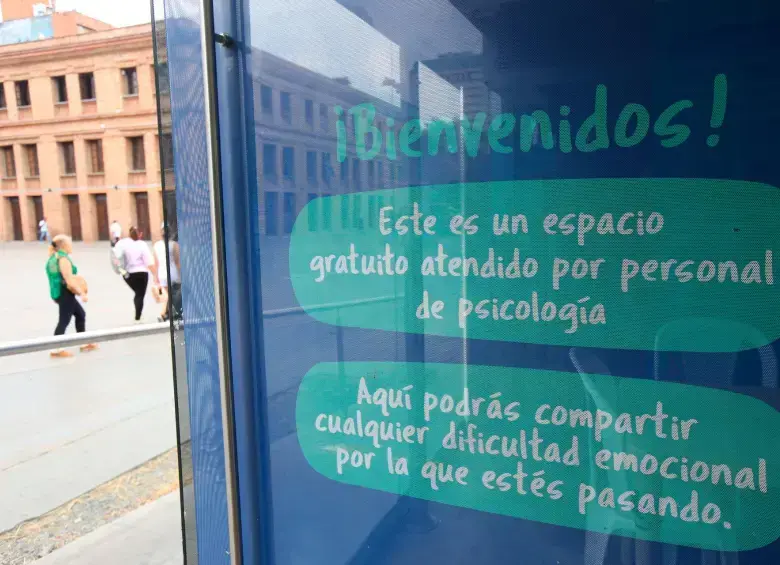 ¡Bienvenidos!
Este es un espacio
gratuito atendido por personal
de psicología
Aquí podrás compartir
cualquier dificultad emocional
por la que estés pasando.